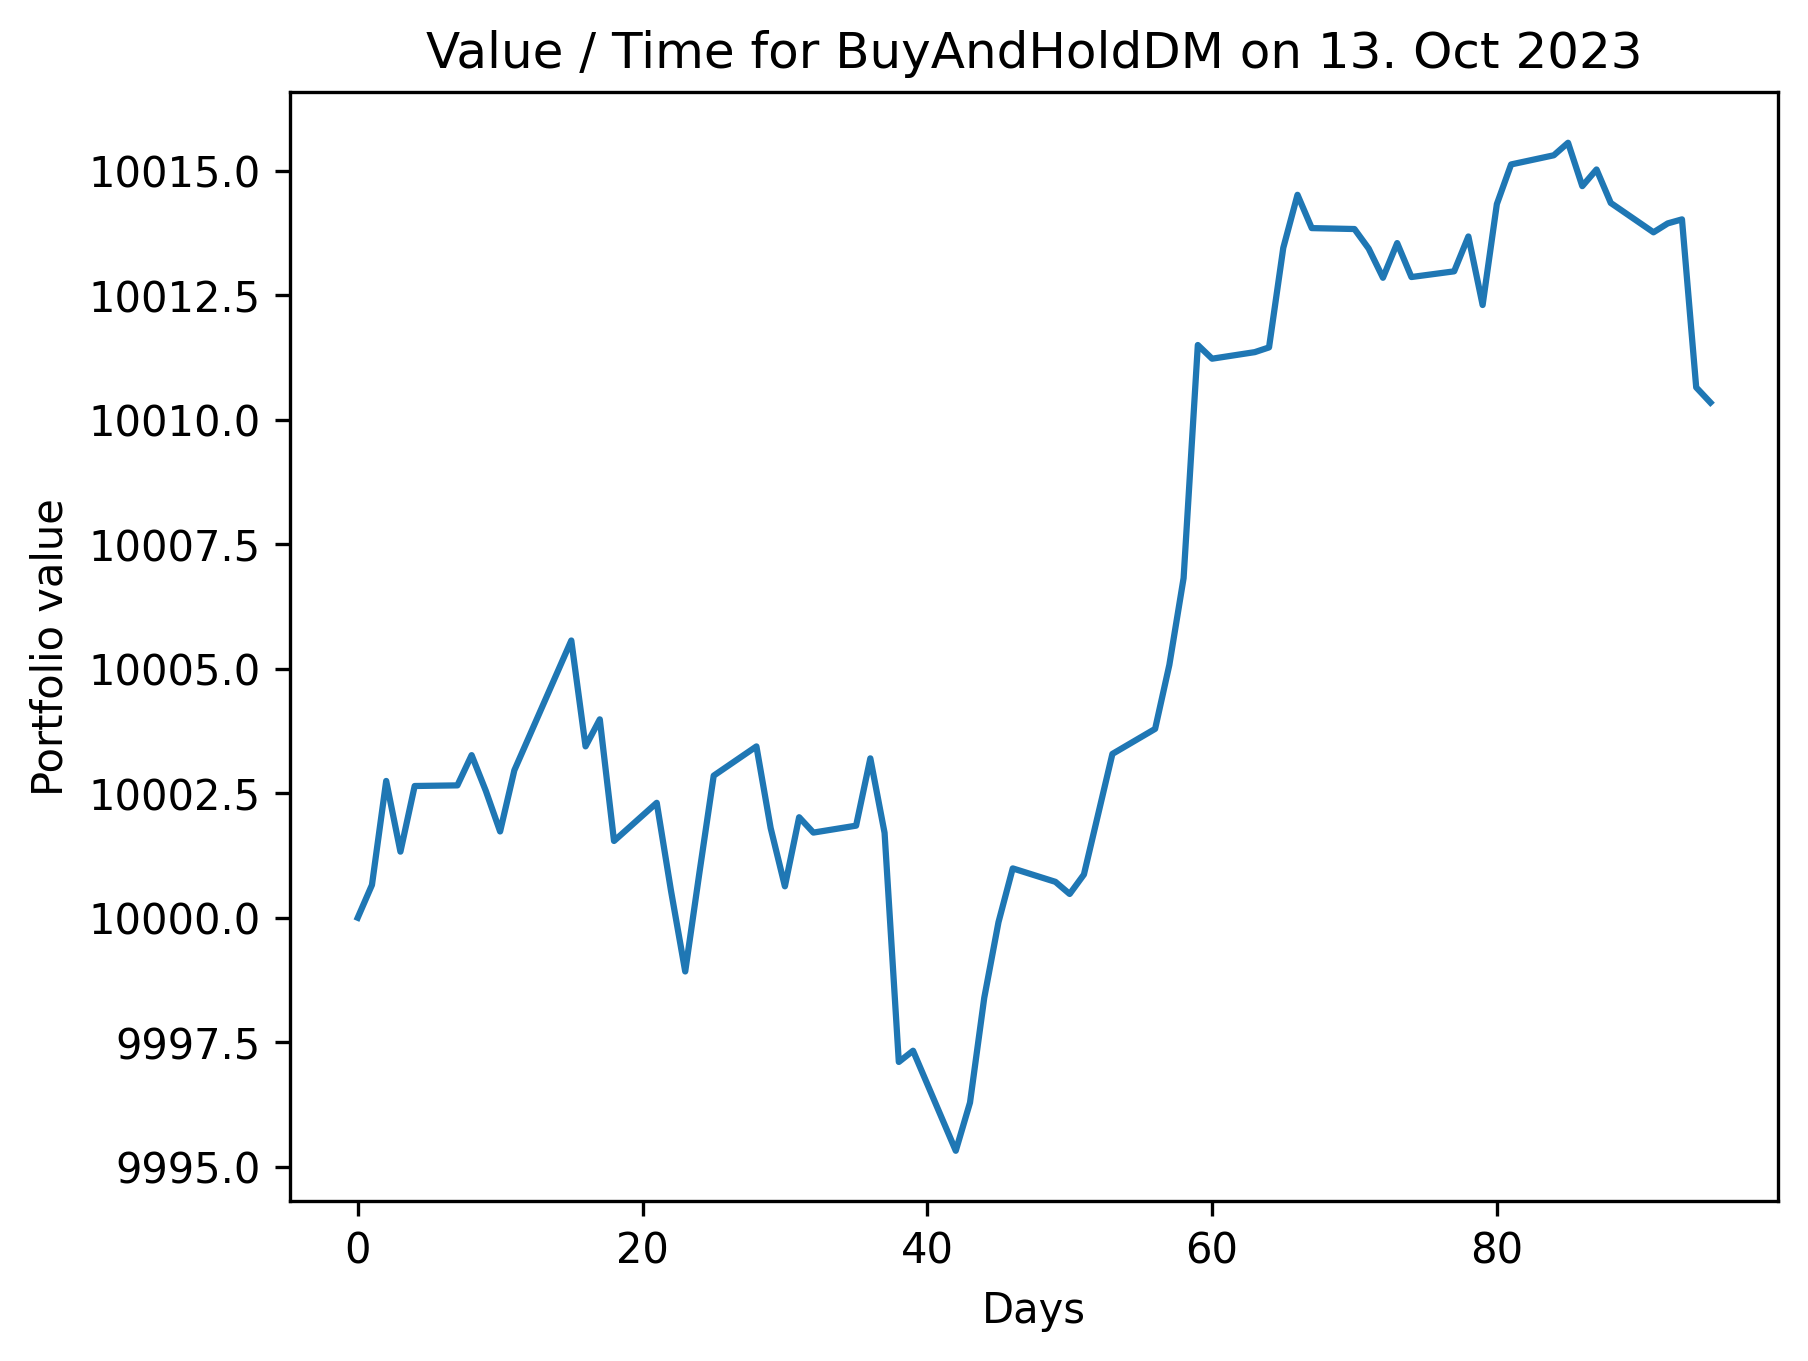 Value / Time for BuyAndHoldDM on 13. Oct 2023
10015.0
10012.5
10010.0
10007.5
10005.0
10002.5
10000.0
9997.5
9995.0
Portfolio value
0 20 40 60 80
Days